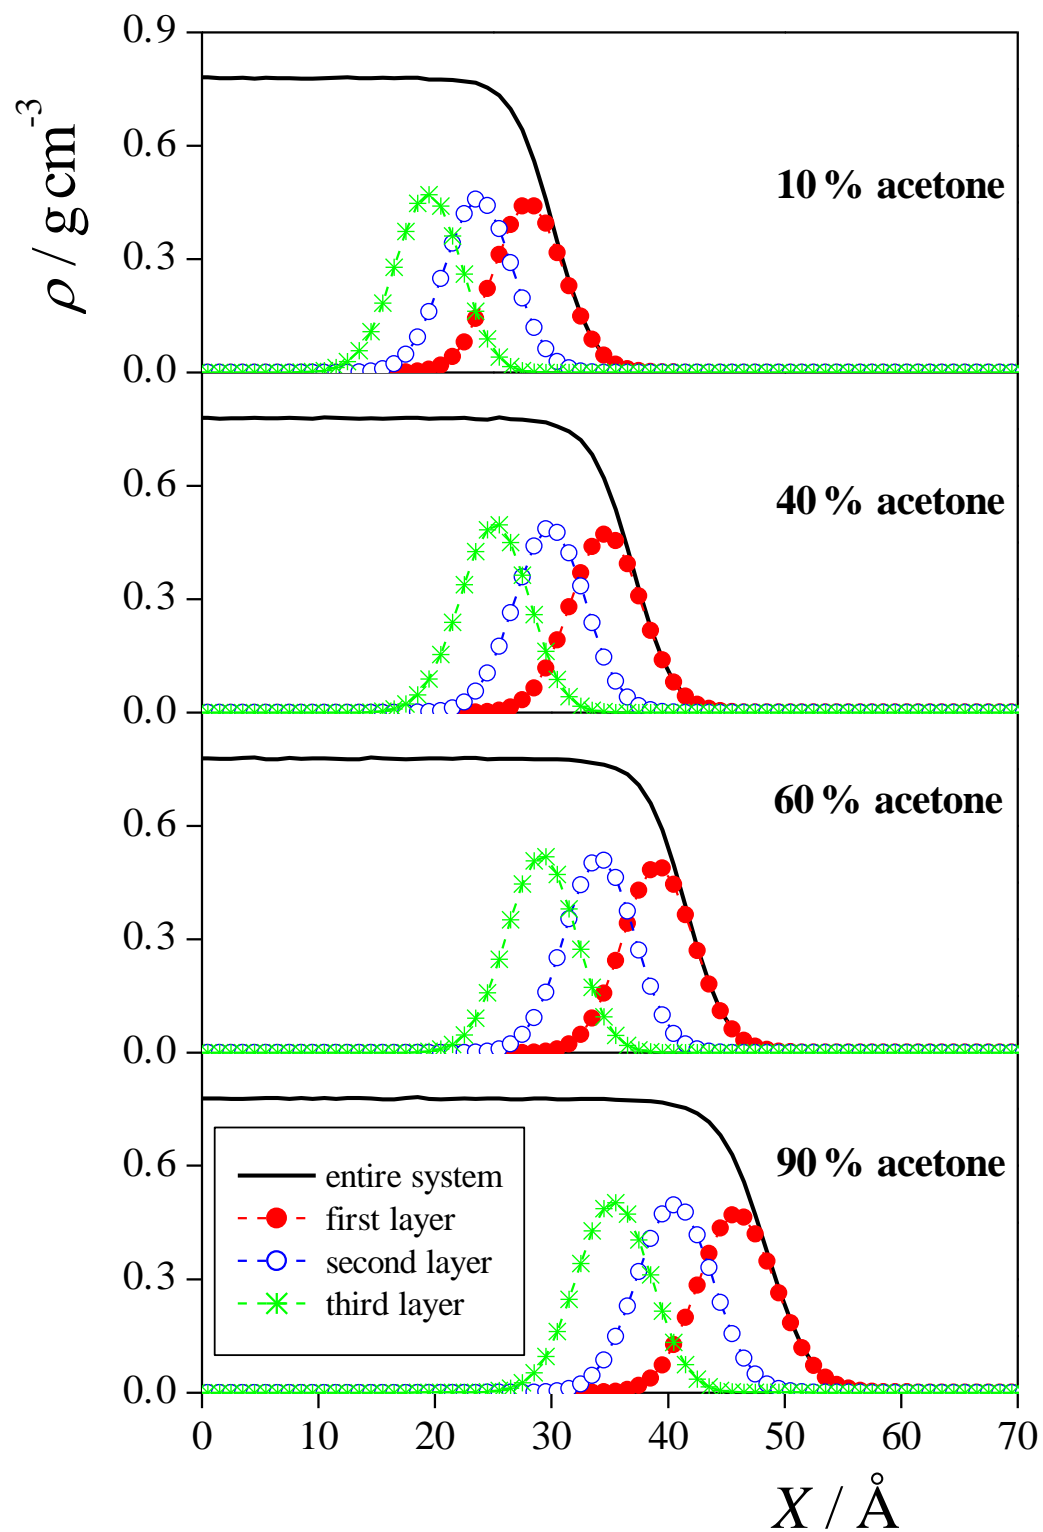 0.9
ρ / g cm-3
0.6
10 % acetone
0.3
0.0
0.6
40 % acetone
0.3
0.0
0.6
60 % acetone
0.3
0.0
0.6
90 % acetone
entire system
first layer
second layer
third layer
0.3
0.0
0 10 20 30 40 50 60 70
X / Å